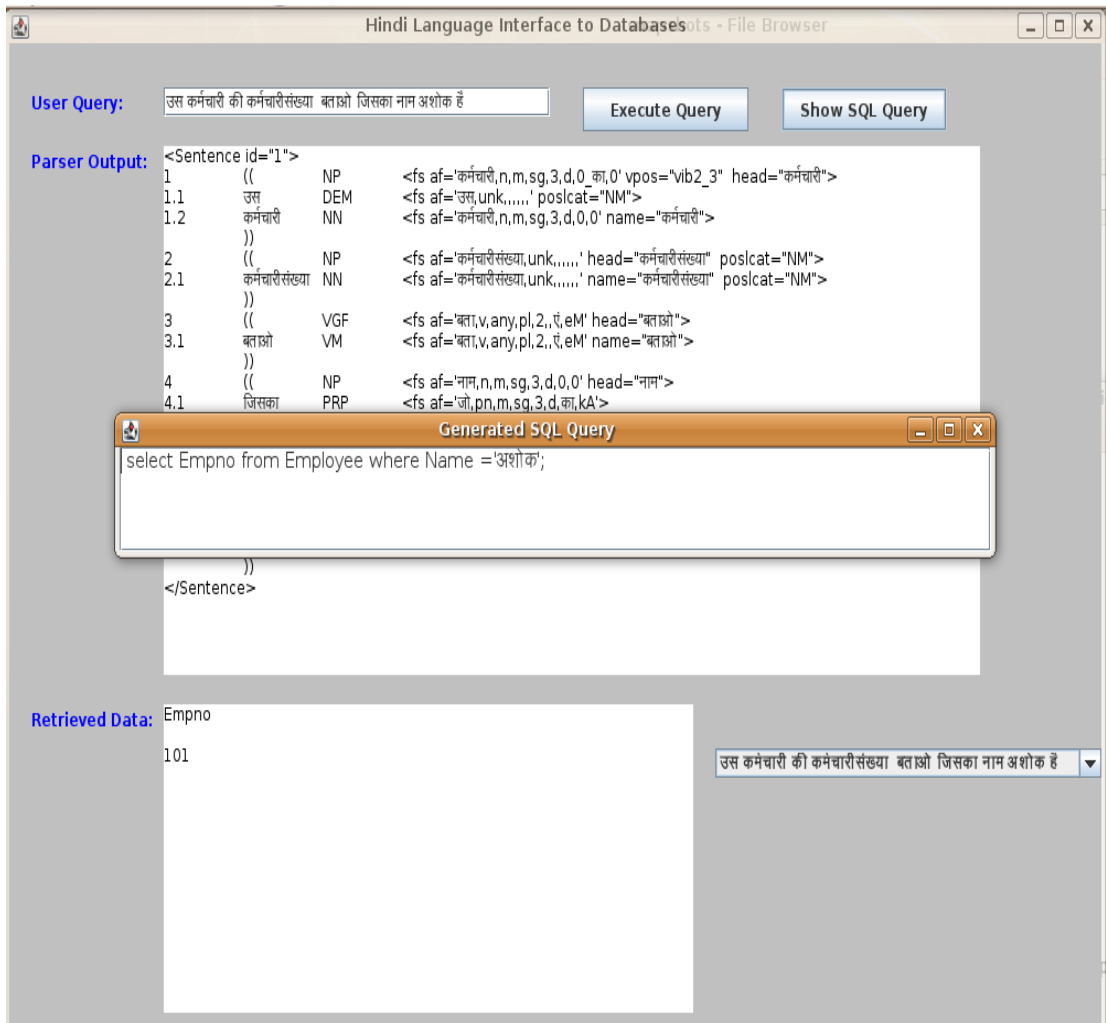 Hindi Language Interface to Databases
ots - File Browser
User Query: उस कर्मचारी की कर्मचारीसंख्या बताओ जिसका नाम अशोक है Execute Query Show SQL Query
Parser Output: <Sentence id="1">
1 (( NP <fs af='कर्मचारी,n,m,sg,3,d,0_का,0' vpos="vib2_3" head="कर्मचारी">
1.1 उस DEM <fs af='उस,unk,,,,,,' poslcat="NM">
1.2 कर्मचारी NN <fs af='कर्मचारी,n,m,sg,3,d,0,0' name="कर्मचारी">
))
2 (( NP <fs af='कर्मचारीसंख्या,unk,,,,,,' head="कर्मचारीसंख्या" poslcat="NM">
2.1 कर्मचारीसंख्या NN <fs af='कर्मचारीसंख्या,unk,,,,,,' name="कर्मचारीसंख्या" poslcat="NM">
))
3 (( VGF <fs af='बता,v,any,pl,2,,एं,eM' head="बताओ">
3.1 बताओ VM <fs af='बता,v,any,pl,2,,एं,eM' name="बताओ">
))
4 (( NP <fs af='नाम,n,m,sg,3,d,0,0' head="नाम">
4.1 जिसका PRP <fs af='जो,pn,m,sg,3,d,का,kA'>
Generated SQL Query
select Empno from Employee where Name ='अशोक';
))
</Sentence>
Retrieved Data: Empno
101
उस कर्मचारी की कर्मचारीसंख्या बताओ जिसका नाम अशोक है